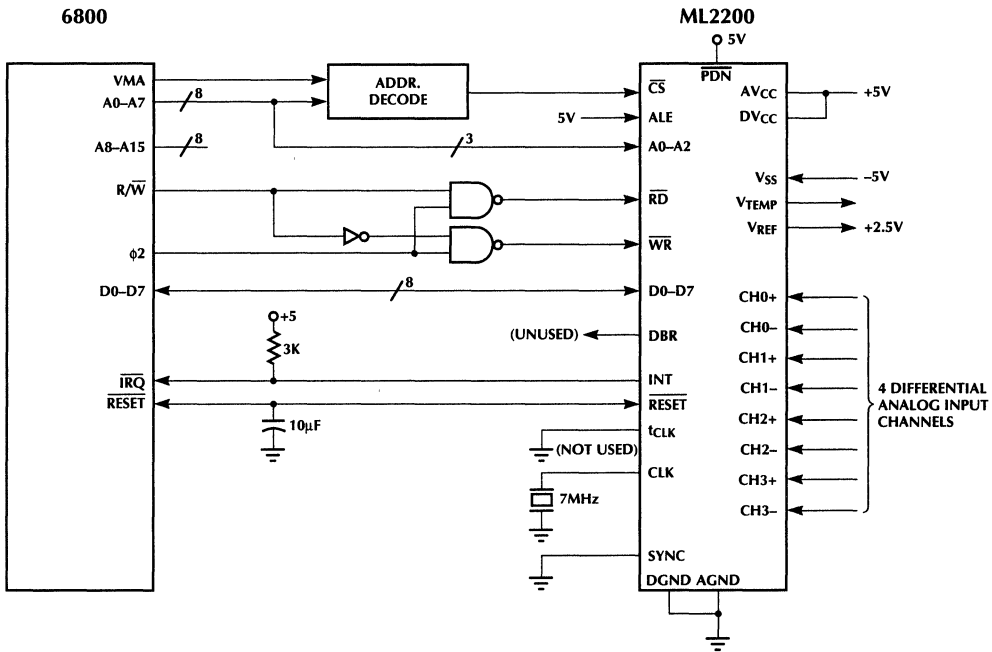 6800
ML2200
5V
PDN
VMA
A0–A7
8
ADDR.
DECODE
CS
AVCC
+5V
5V
ALE
DVCC
A8–A15
8
3
A0–A2
R/W
RD
VSS
–5V
VTEMP
VREF
+2.5V
ϕ2
WR
D0–D7
8
D0–D7
CH0+
+5
3K
(UNUSED)
DBR
CH0–
CH1+
IRQ
INT
CH1–
4 DIFFERENTIAL
ANALOG INPUT
CHANNELS
RESET
RESET
10μF
tCLK
(NOT USED)
CH2+
CH2–
CLK
7MHz
CH3+
CH3–
SYNC
DGND AGND